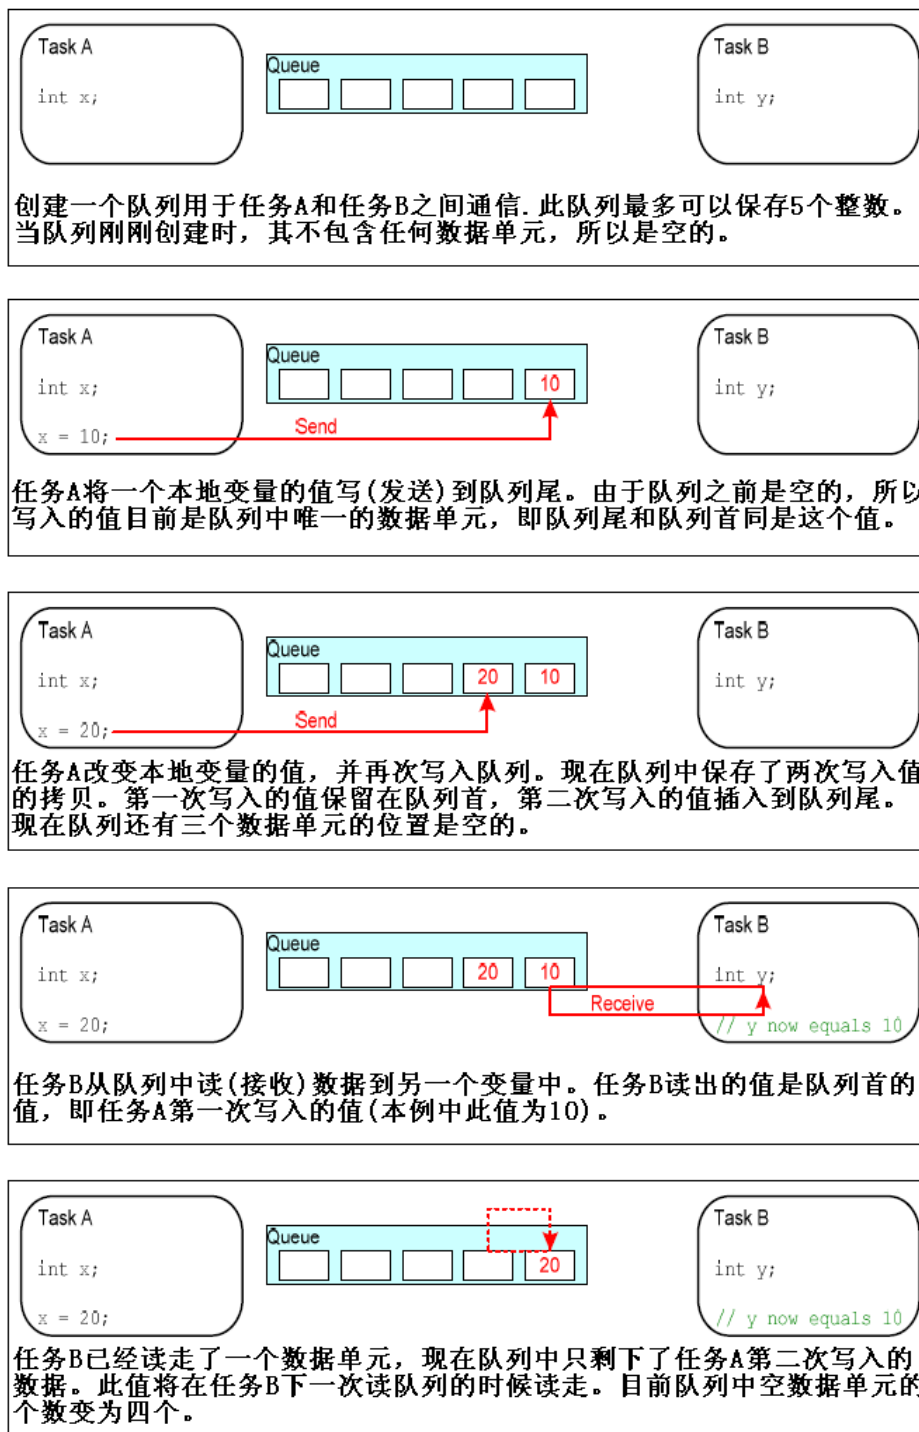 Task A
Queue
Task B
int x;
int y;
创建一个队列用于任务A和任务B之间通信.此队列最多可以保存5个整数。
当队列刚刚创建时，其不包含任何数据单元，所以是空的。
Task A
Queue
Task B
int x;
10
int y;
x = 10;
Send
任务A将一个本地变量的值写(发送)到队列尾。由于队列之前是空的，所以
写入的值目前是队列中唯一的数据单元，即队列尾和队列首同是这个值。
Task A
Queue
Task B
int x;
20 10
int y;
x = 20;
Send
任务A改变本地变量的值，并再次写入队列。现在队列中保存了两次写入值
的拷贝。第一次写入的值保留在队列首，第二次写入的值插入到队列尾。
现在队列还有三个数据单元的位置是空的。
Task A
Queue
Task B
int x;
20 10
int y;
x = 20;
Receive
// y now equals 10
任务B从队列中读(接收)数据到另一个变量中。任务B读出的值是队列首的
值，即任务A第一次写入的值(本例中此值为10)。
Task A
Queue
Task B
int x;
20
int y;
x = 20;
// y now equals 10
任务B已经读走了一个数据单元，现在队列中只剩下了任务A第二次写入的
数据。此值将在任务B下一次读队列的时候读走。目前队列中空数据单元的
个数变为四个。